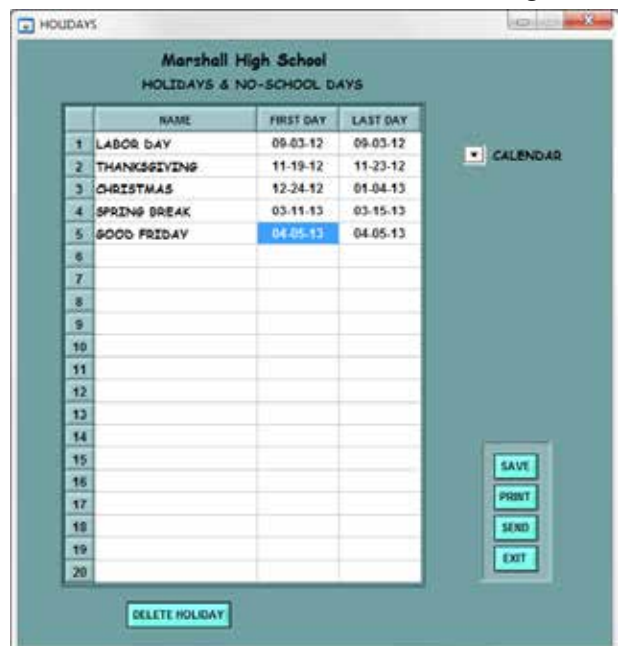 HOLIDAYS
Marshall High School
HOLIDAYS & NO-SCHOOL DAYS
NAME FIRST DAY LAST DAY
1 LABOR DAY 09-03-12 09-03-12
2 THANKSGIVING 11-19-12 11-23-12
3 CHRISTMAS 12-24-12 01-04-13
4 SPRING BREAK 03-11-13 03-15-13
5 GOOD FRIDAY 04-05-13 04-05-13
6
7
8
9
10
11
12
13
14
15
16
17
18
19
20
CALENDAR
SAVE
PRINT
SEND
EXIT
DELETE HOLIDAY